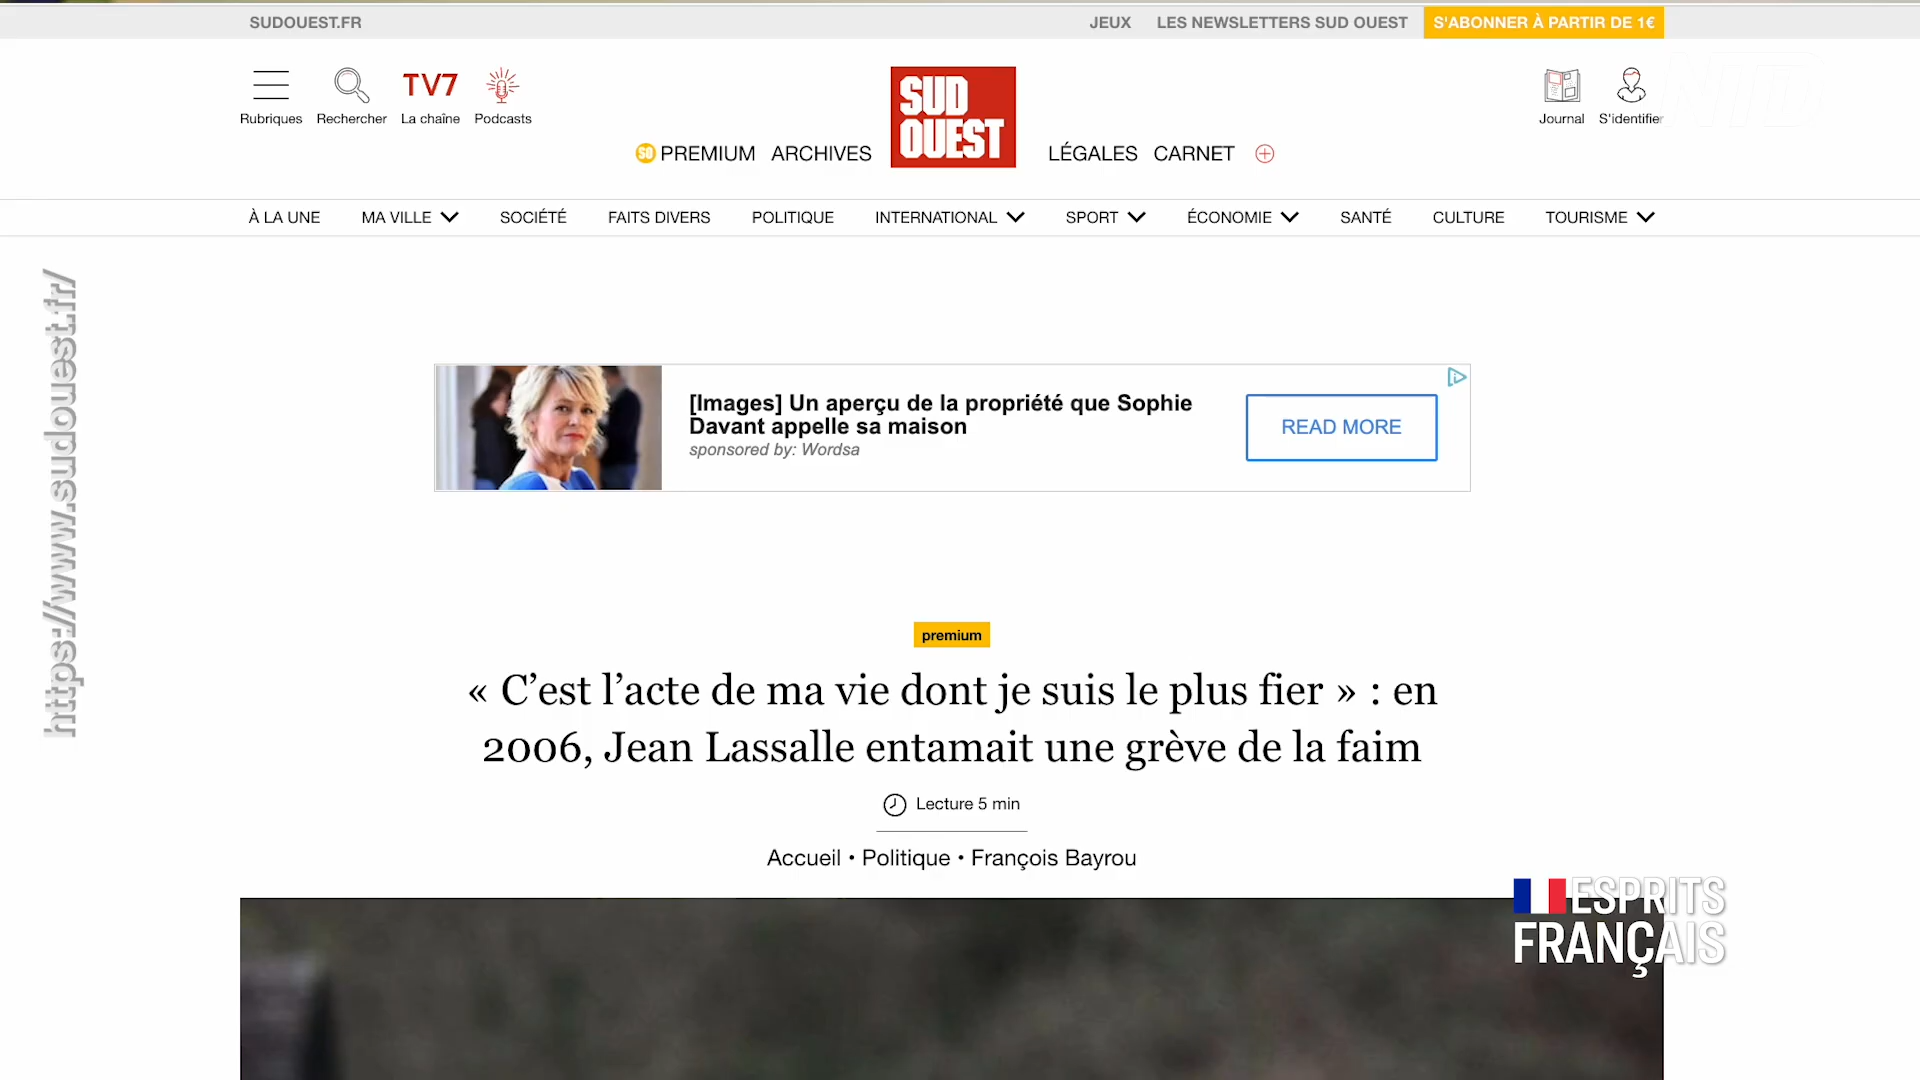 SUDOUEST.FR
JEUX
LES NEWSLETTERS SUD OUEST
S'ABONNER À PARTIR DE 1€
Rubriques
Rechercher
TV7
La chaîne
Podcasts
SO PREMIUM
ARCHIVES
SUD
OUEST
LÉGALES
CARNET
Journal
S'identifier
NTD
À LA UNE
MA VILLE
SOCIÉTÉ
FAITS DIVERS
POLITIQUE
INTERNATIONAL
SPORT
ÉCONOMIE
SANTÉ
CULTURE
TOURISME
https://www.sudouest.fr/
[Images] Un aperçu de la propriété que Sophie
Davant appelle sa maison
sponsored by: Wordsa
READ MORE
premium
« C’est l’acte de ma vie dont je suis le plus fier » : en
2006, Jean Lassalle entamait une grève de la faim
Lecture 5 min
Accueil • Politique • François Bayrou
ESPRITS
FRANÇAIS